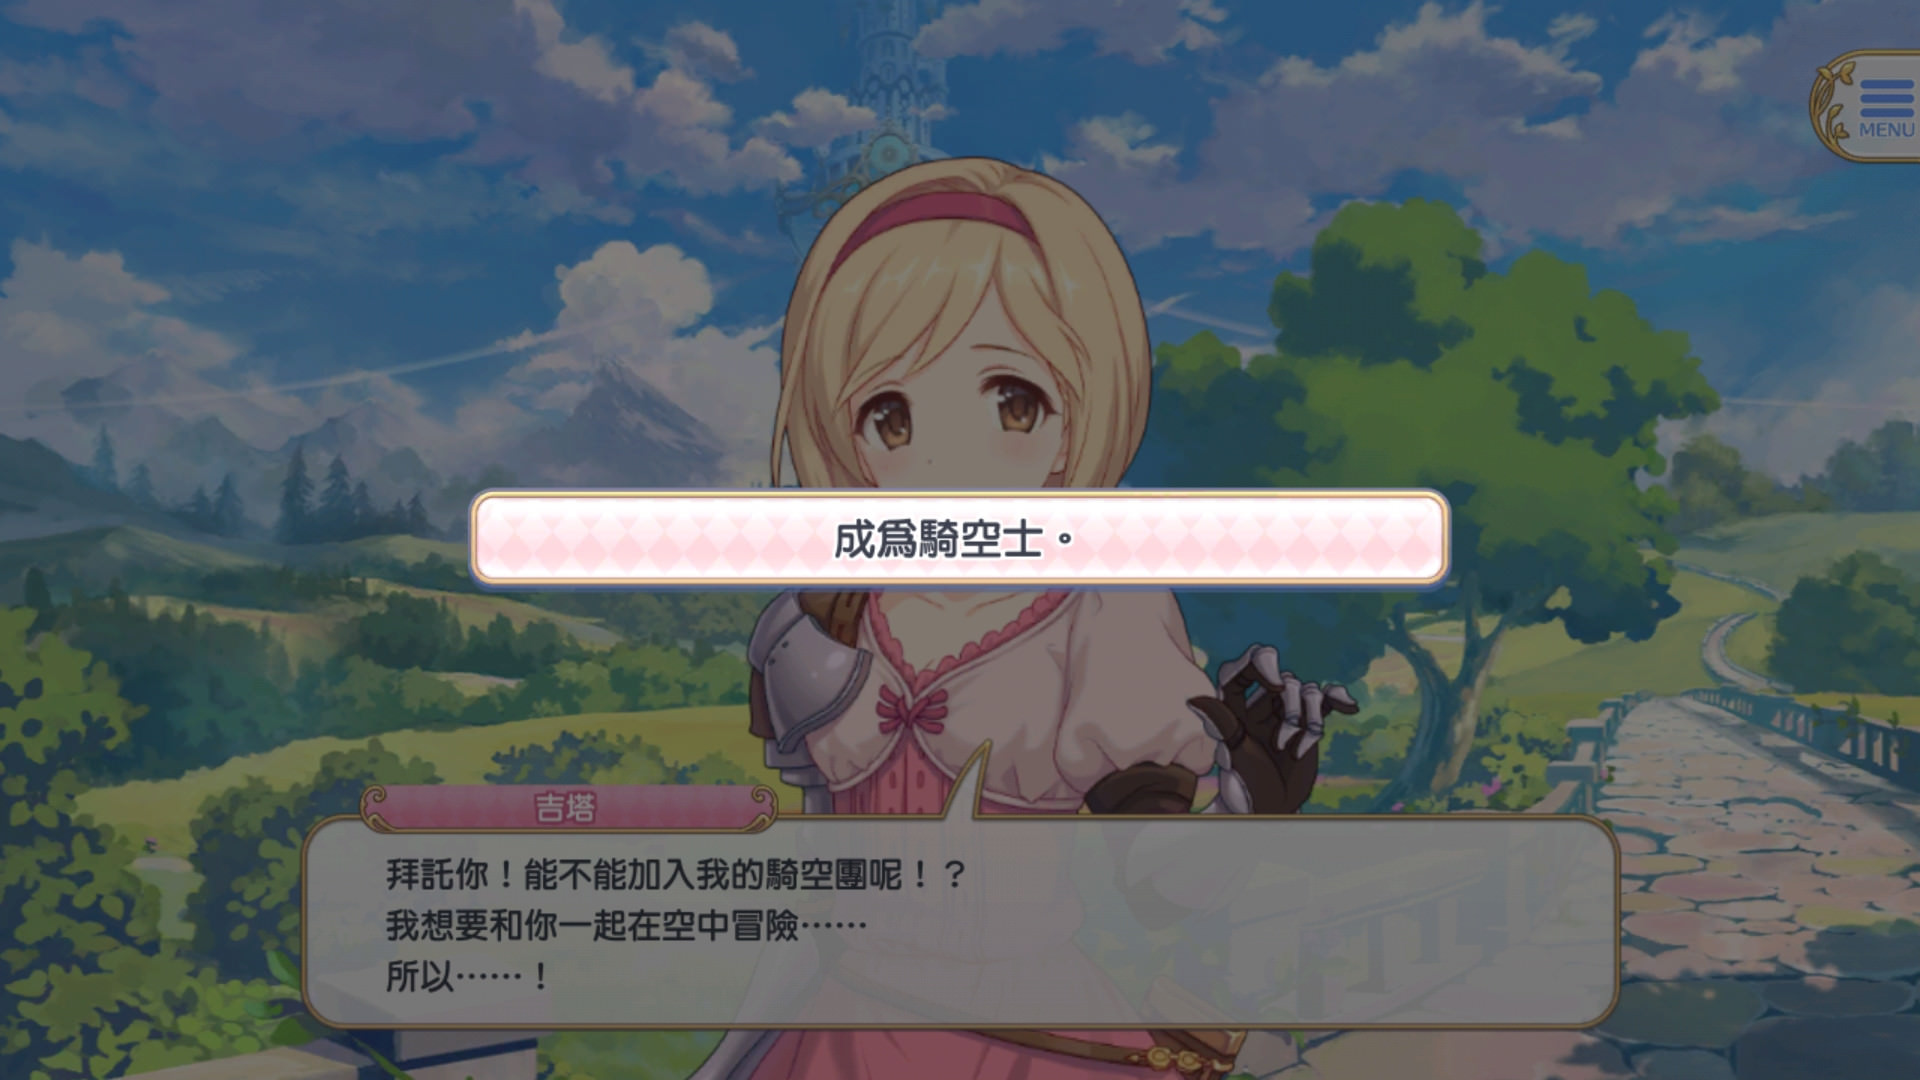 MENU
成爲騎空士。
吉塔
拜託你！能不能加入我的騎空團呢！？
我想要和你一起在空中冒險⋯⋯
所以⋯⋯！